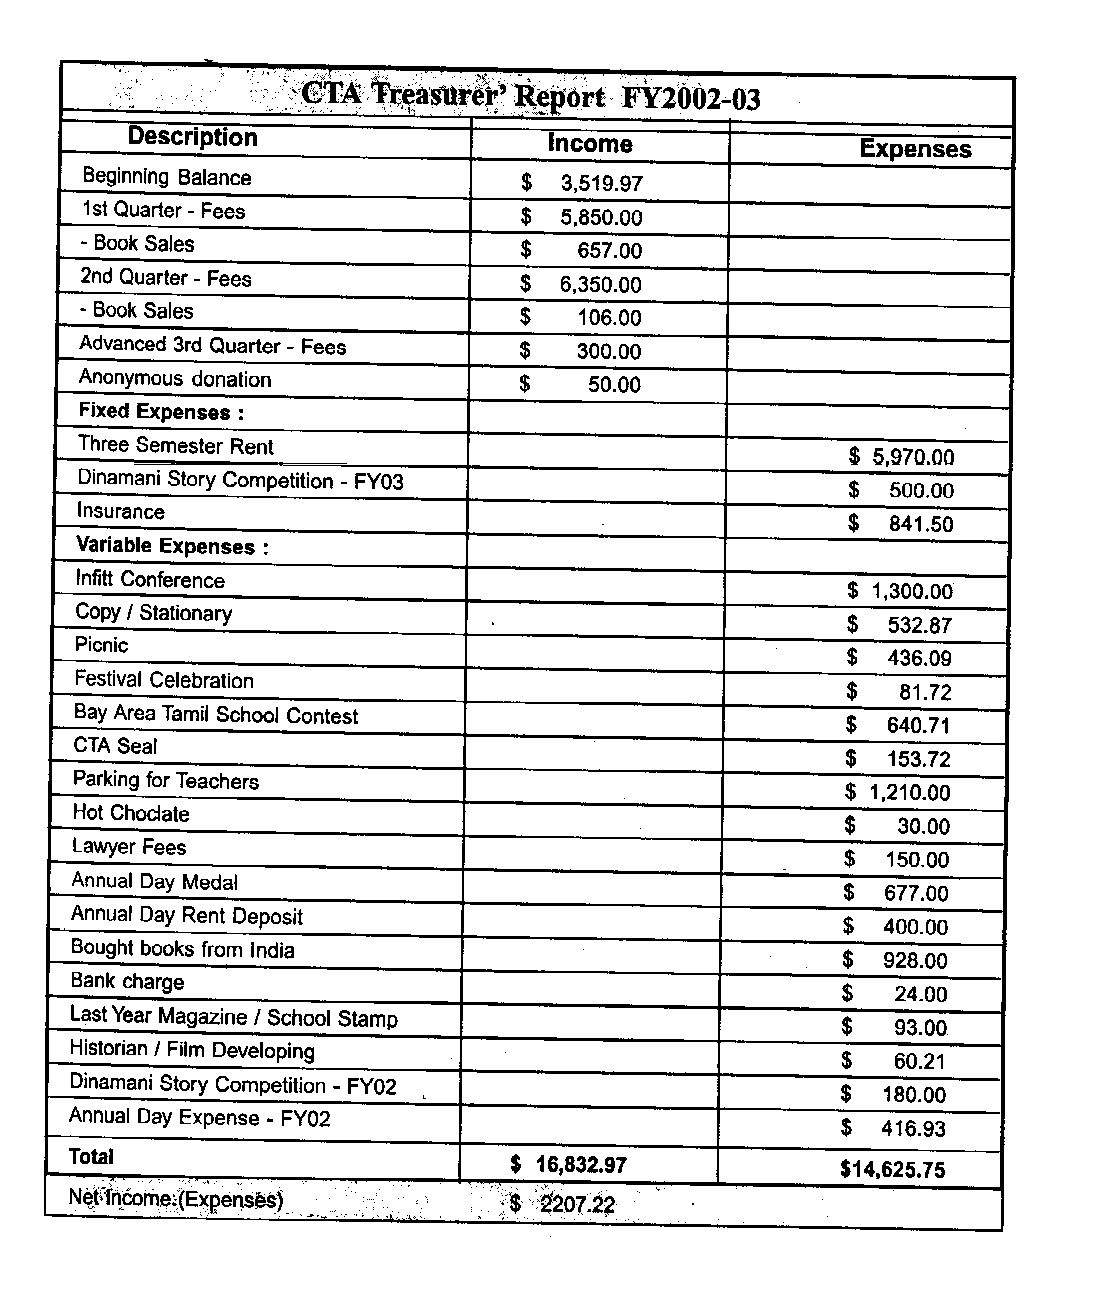 CTA Treasurer' Report FY2002-03
Description Income Expenses
Beginning Balance $ 3,519.97
1st Quarter - Fees $ 5,850.00
- Book Sales $ 657.00
2nd Quarter - Fees $ 6,350.00
- Book Sales $ 106.00
Advanced 3rd Quarter - Fees $ 300.00
Anonymous donation $ 50.00
Fixed Expenses :
Three Semester Rent $ 5,970.00
Dinamani Story Competition - FY03 $ 500.00
Insurance $ 841.50
Variable Expenses :
Infitt Conference $ 1,300.00
Copy / Stationary $ 532.87
Picnic $ 436.09
Festival Celebration $ 81.72
Bay Area Tamil School Contest $ 640.71
CTA Seal $ 153.72
Parking for Teachers $ 1,210.00
Hot Choclate $ 30.00
Lawyer Fees $ 150.00
Annual Day Medal $ 677.00
Annual Day Rent Deposit $ 400.00
Bought books from India $ 928.00
Bank charge $ 24.00
Last Year Magazine / School Stamp $ 93.00
Historian / Film Developing $ 60.21
Dinamani Story Competition - FY02 $ 180.00
Annual Day Expense - FY02 $ 416.93
Total $ 16,832.97 $14,625.75
Net Income:(Expenses) $ 2207.22